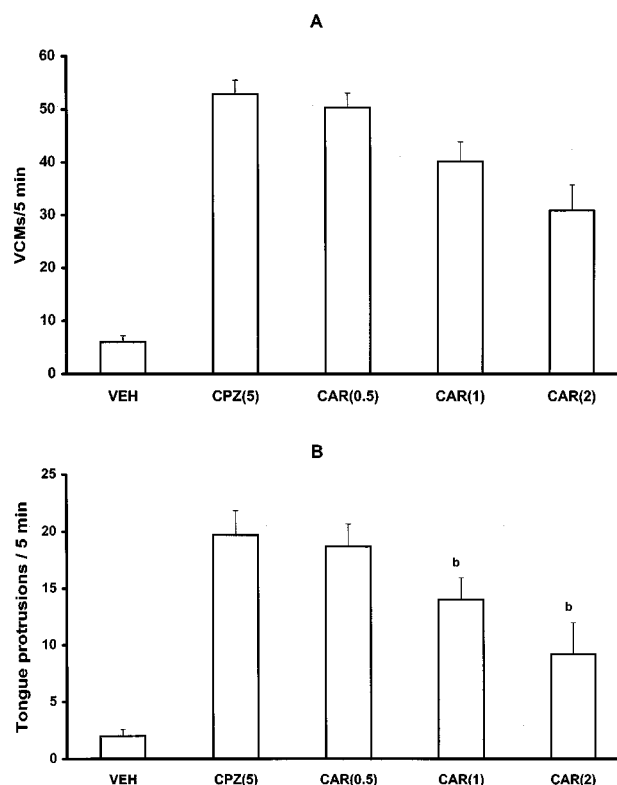 A
60
50
40
30
20
10
0
VCMs/5 min
VEH CPZ(5) CAR(0.5) CAR(1) CAR(2)
B
25
20
15
10
5
0
Tongue protrusions / 5 min
b
b
VEH CPZ(5) CAR(0.5) CAR(1) CAR(2)